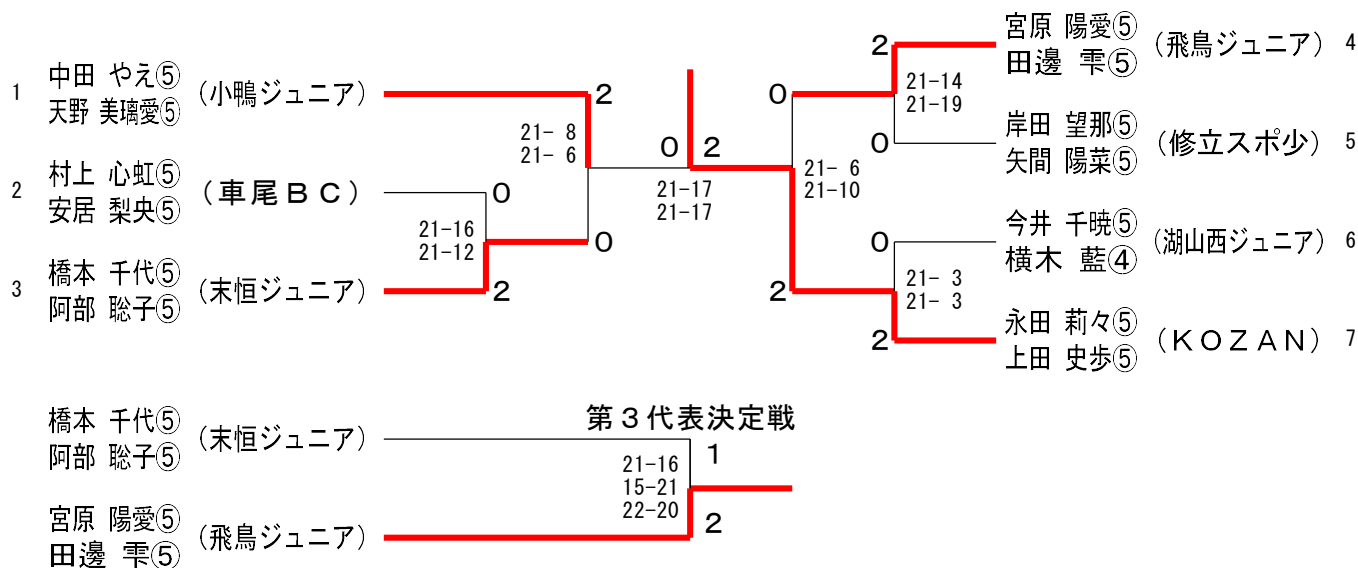 1 中田 やえ⑤ (小鴨ジュニア)
天野 美璃愛⑤
2 村上 心虹⑤ (車尾BC)
安居 梨央⑤
3 橋本 千代⑤ (末恒ジュニア)
阿部 聡子⑤
2
21- 8
21- 6
0
21-16
21-12
2
0
0 2
21-17
21-17
宮原 陽愛⑤ (飛鳥ジュニア) 4
田邊 雫⑤
岸田 望那⑤ (修立スポ少) 5
矢間 陽菜⑤
今井 千暁⑤ (湖山西ジュニア) 6
横木 藍④
永田 莉々⑤ (KOZAN) 7
上田 史歩⑤
2
21-14
21-19
0
0
21- 6
21-10
2
0
21- 3
21- 3
2
第3代表決定戦
橋本 千代⑤ (末恒ジュニア)
阿部 聡子⑤
1
21-16
15-21
22-20
2
宮原 陽愛⑤ (飛鳥ジュニア)
田邊 雫⑤